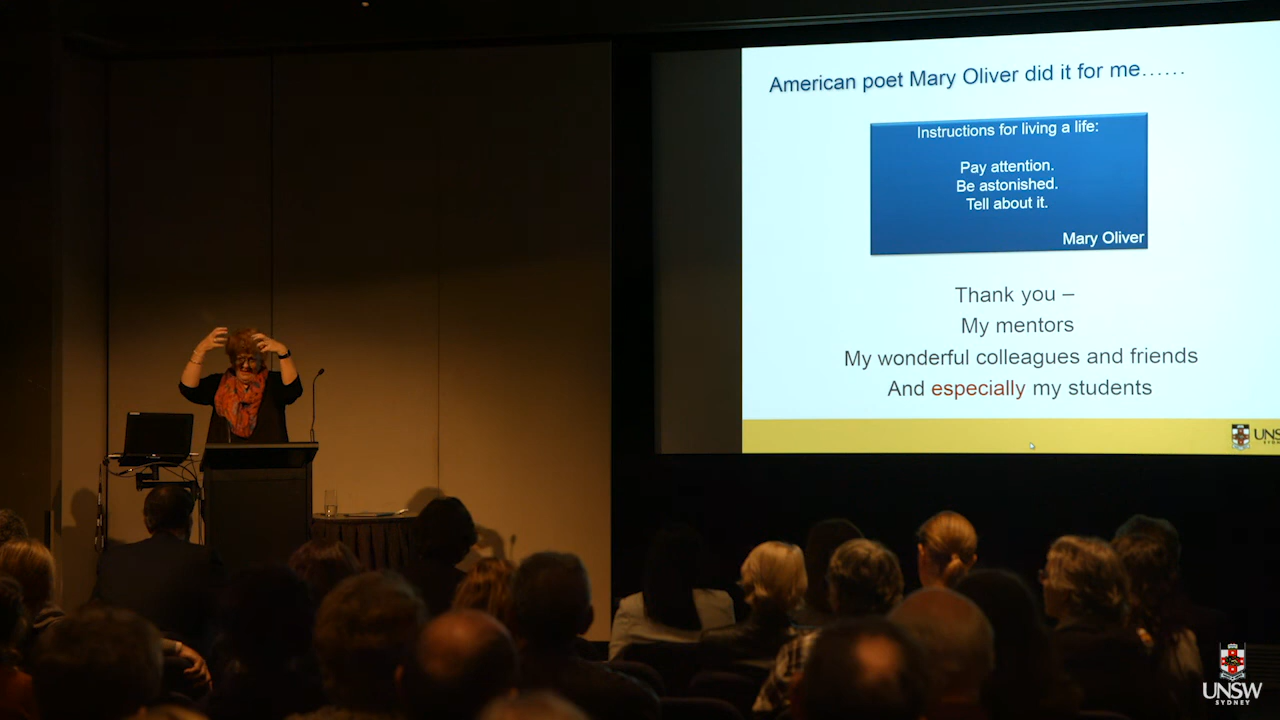 American poet Mary Oliver did it for me......
Instructions for living a life:
Pay attention.
Be astonished.
Tell about it.
Mary Oliver
Thank you –
My mentors
My wonderful colleagues and friends
And especially my students
UNSW
SYDNEY